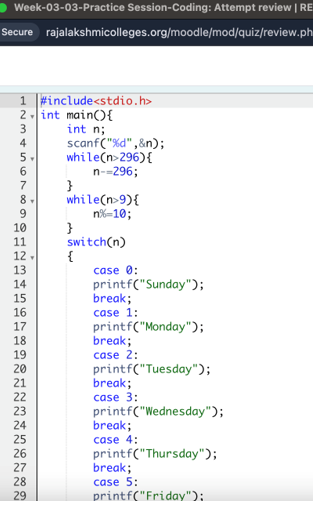 Week-03-03-Practice Session-Coding: Attempt review | RE
Secure rajalakshmicolleges.org/moodle/mod/quiz/review.ph
1 #include<stdio.h>
2 int main(){
3 int n;
4 scanf("%d",&n);
5 while(n>296){
6 n-=296;
7 }
8 while(n>9){
9 n%=10;
10 }
11 switch(n)
12 {
13 case 0:
14 printf("Sunday");
15 break;
16 case 1:
17 printf("Monday");
18 break;
19 case 2:
20 printf("Tuesday");
21 break;
22 case 3:
23 printf("Wednesday");
24 break;
25 case 4:
26 printf("Thursday");
27 break;
28 case 5:
29 printf("Friday");